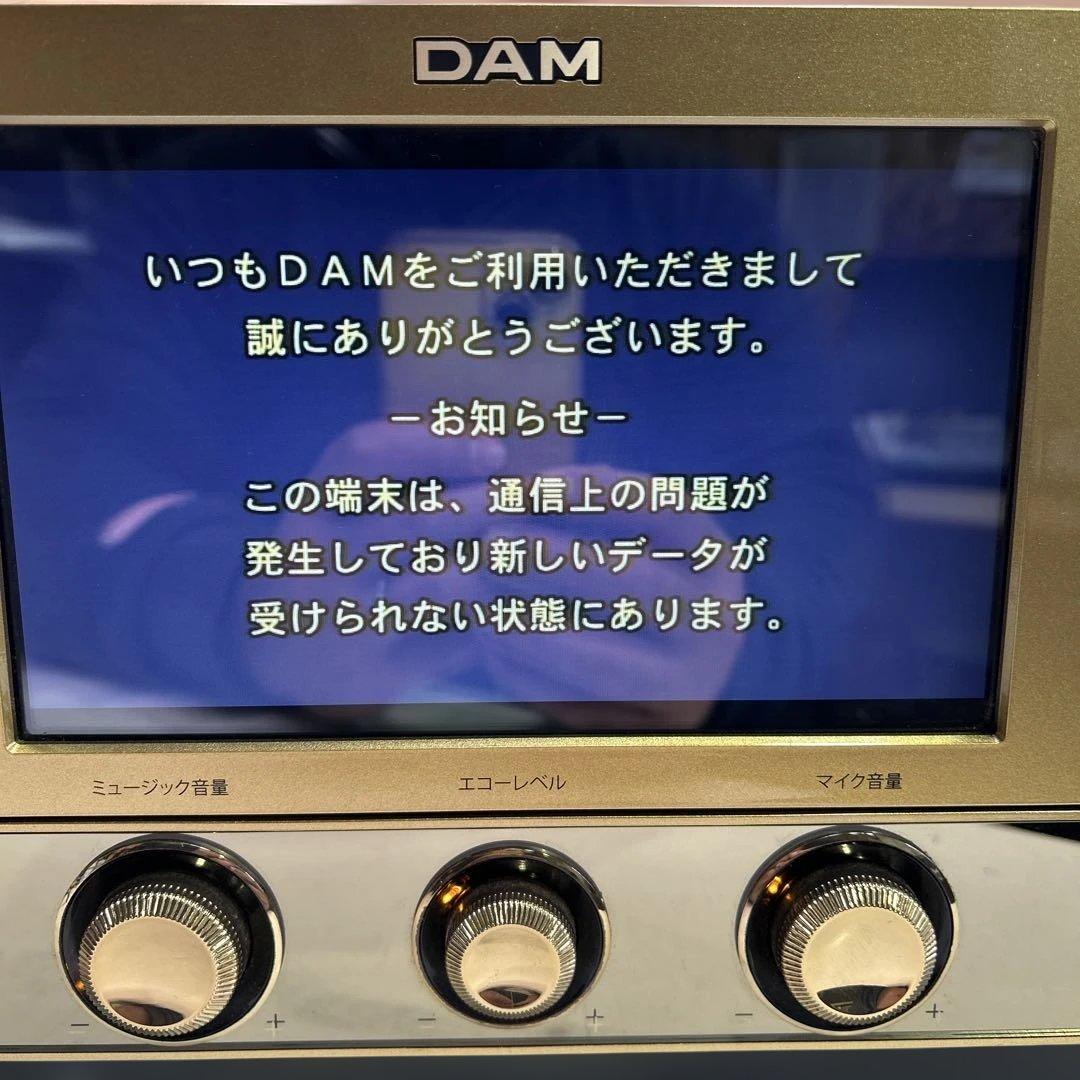 DAM
いつもＤＡＭをご利用いただきまして
誠にありがとうございます。
－お知らせ－
この端末は、通信上の問題が
発生しており新しいデータが
受けられない状態にあります。
ミュージック音量
エコーレベル
マイク音量
－ ＋ － ＋ － ＋